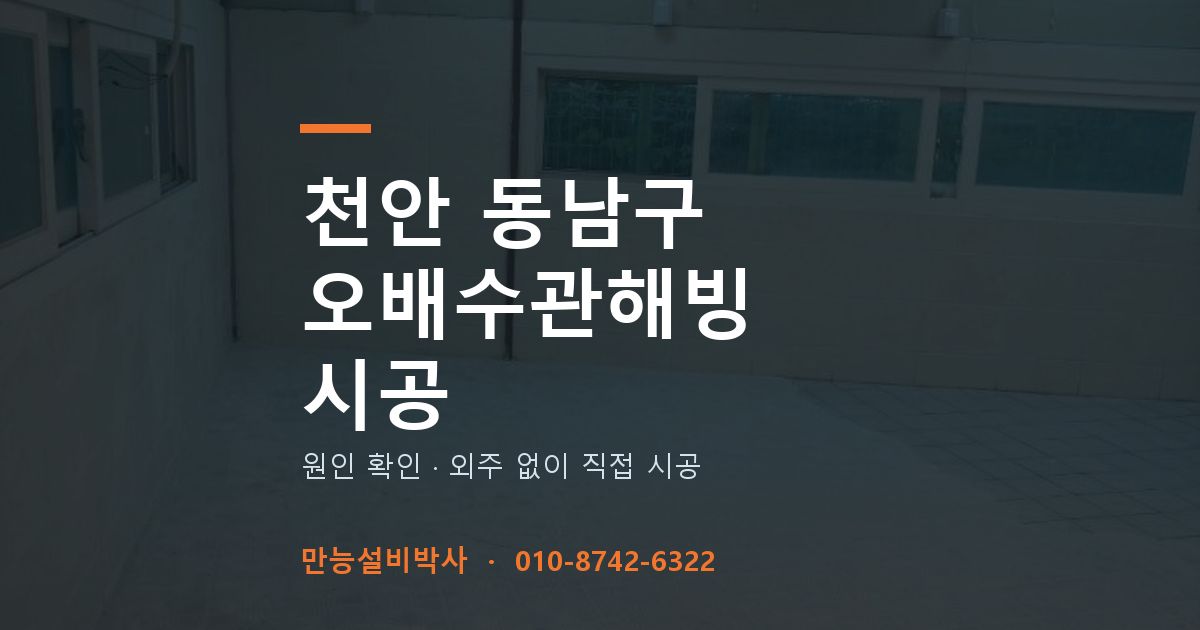 천안 동남구
오배수관해빙
시공
원인 확인 · 외주 없이 직접 시공
만능설비박사 · 010-8742-6322